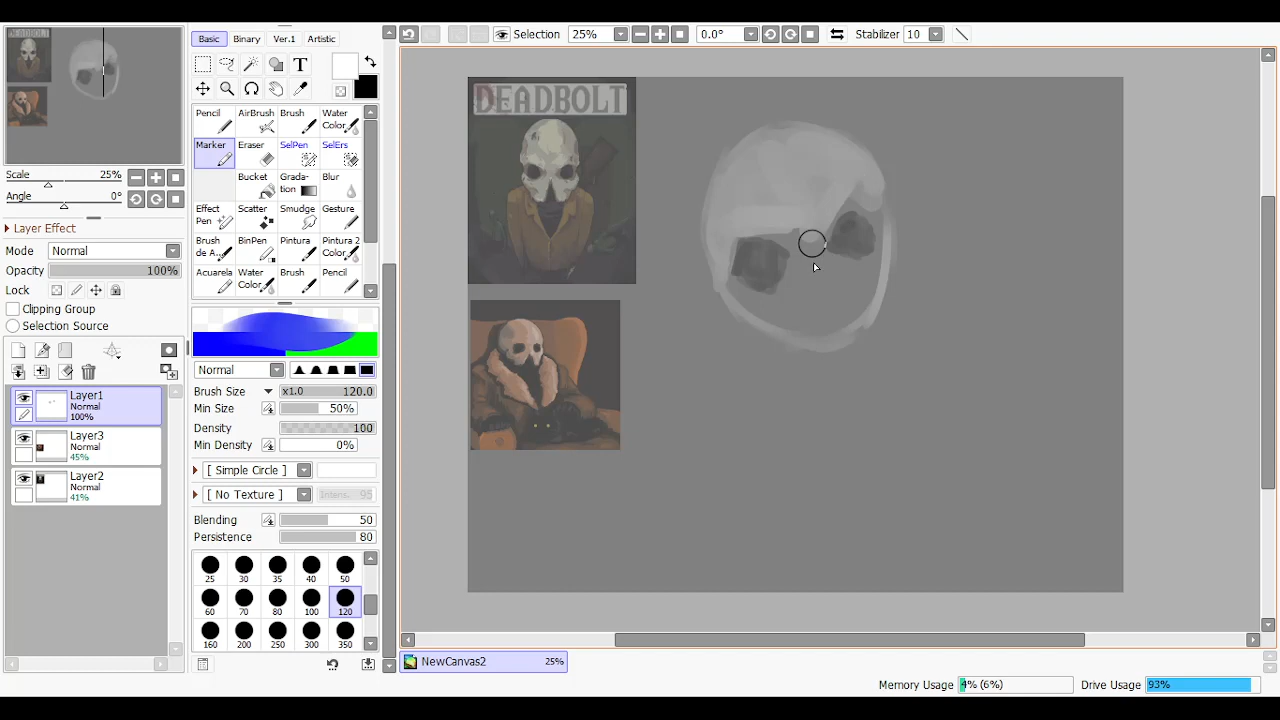 DEADBOLT
Scale 25%
Angle 0°
Layer Effect
Mode Normal
Opacity 100%
Lock
Clipping Group
Selection Source
Layer1
Normal
100%
Layer3
Normal
45%
Layer2
Normal
41%
Basic Binary Ver.1 Artistic
T
Pencil AirBrush Brush Water Color
Marker Eraser SelPen SelErs
Bucket Grada-tion Blur
Effect Pen Scatter Smudge Gesture
Brush de A... BinPen Pintura Pintura 2
Acuarela Water Color Brush Pencil
Normal
Brush Size x1.0 120.0
Min Size 50%
Density 100
Min Density 0%
[ Simple Circle ]
[ No Texture ] Intens. 95
Blending 50
Persistence 80
25 30 35 40 50
60 70 80 100 120
160 200 250 300 350
Selection 25% 0.0° Stabilizer 10
NewCanvas2 25%
Memory Usage 4% (6%) Drive Usage 93%